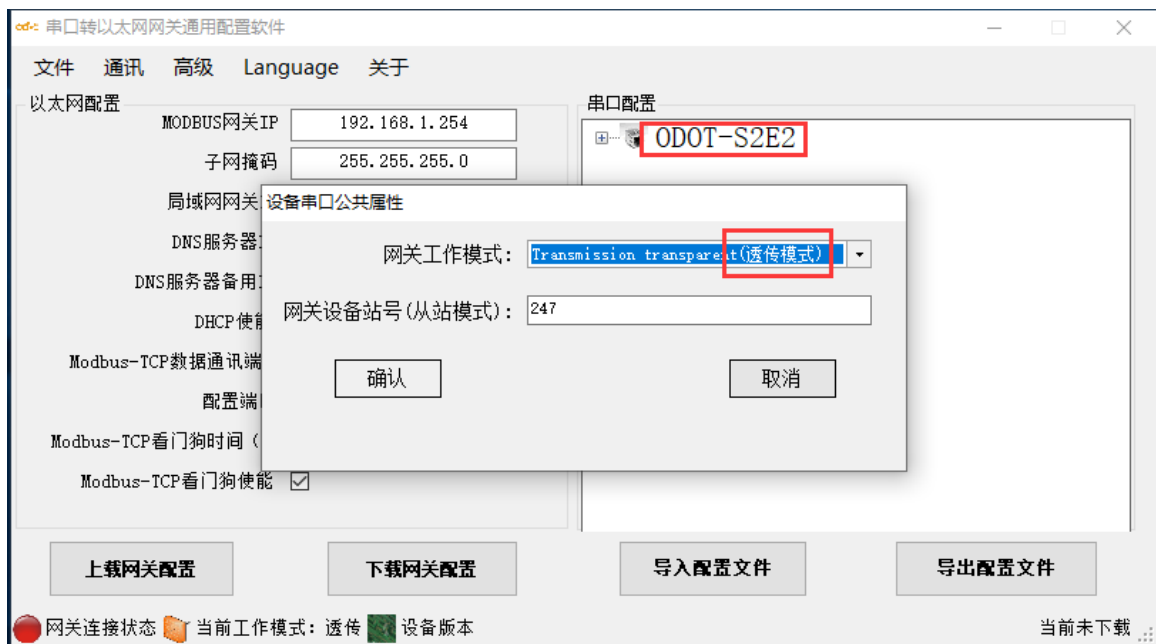 odot 串口转以太网网关通用配置软件
文件 通讯 高级 Language 关于
以太网配置
MODBUS网关IP 192.168.1.254
子网掩码 255.255.255.0
局域网网关
DNS服务器
DNS服务器备用
DHCP使能
Modbus-TCP数据通讯端
配置端
Modbus-TCP看门狗时间（
Modbus-TCP看门狗使能
串口配置
ODOT-S2E2
设备串口公共属性
网关工作模式: Transmission transparent(透传模式)
网关设备站号(从站模式): 247
确认 取消
上载网关配置 下载网关配置 导入配置文件 导出配置文件
网关连接状态 当前工作模式: 透传 设备版本 当前未下载